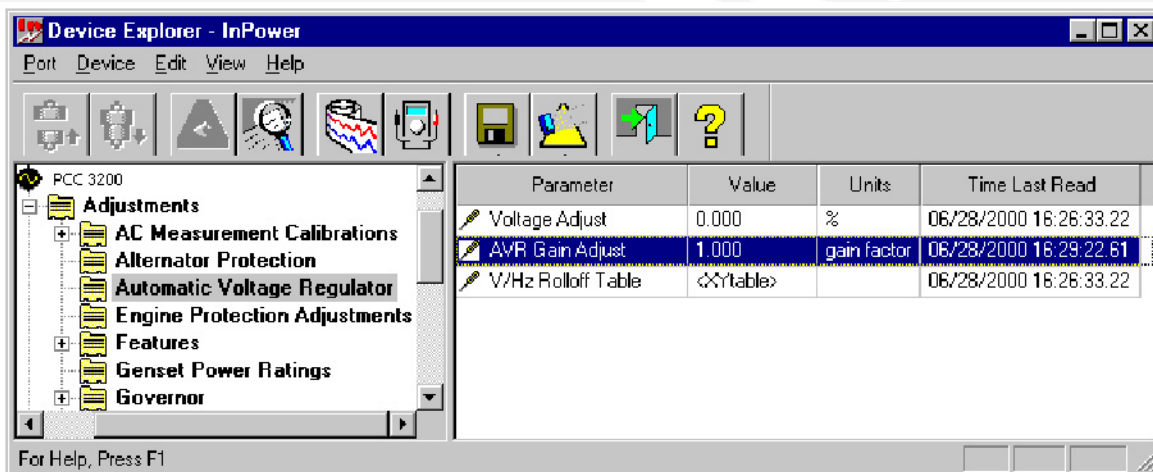 Device Explorer - InPower
Port Device Edit View Help
PCC 3200
Adjustments
AC Measurement Calibrations
Alternator Protection
Automatic Voltage Regulator
Engine Protection Adjustments
Features
Genset Power Ratings
Governor
Parameter Value Units Time Last Read
Voltage Adjust 0.000 % 06/28/2000 16:26:33.22
AVR Gain Adjust 1.000 gain factor 06/28/2000 16:29:22.61
V/Hz Rolloff Table <XYtable> 06/28/2000 16:26:33.22
For Help, Press F1